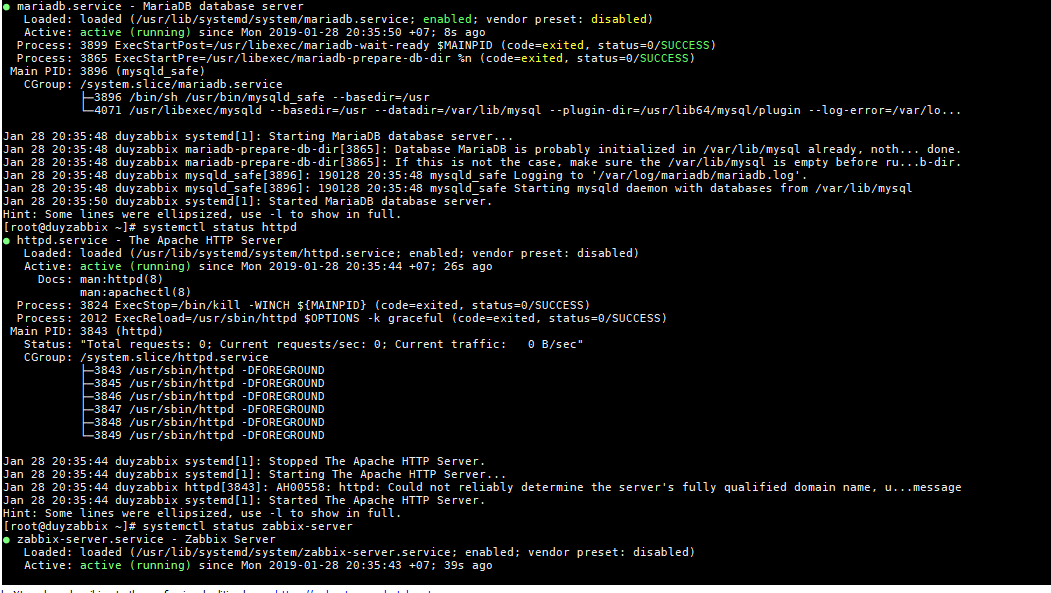 ● mariadb.service - MariaDB database server
Loaded: loaded (/usr/lib/systemd/system/mariadb.service; enabled; vendor preset: disabled)
Active: active (running) since Mon 2019-01-28 20:35:50 +07; 8s ago
Process: 3899 ExecStartPost=/usr/libexec/mariadb-wait-ready $MAINPID (code=exited, status=0/SUCCESS)
Process: 3865 ExecStartPre=/usr/libexec/mariadb-prepare-db-dir %n (code=exited, status=0/SUCCESS)
Main PID: 3896 (mysqld_safe)
CGroup: /system.slice/mariadb.service
├─3896 /bin/sh /usr/bin/mysqld_safe --basedir=/usr
└─4071 /usr/libexec/mysqld --basedir=/usr --datadir=/var/lib/mysql --plugin-dir=/usr/lib64/mysql/plugin --log-error=/var/lo...
Jan 28 20:35:48 duyzabbix systemd[1]: Starting MariaDB database server...
Jan 28 20:35:48 duyzabbix mariadb-prepare-db-dir[3865]: Database MariaDB is probably initialized in /var/lib/mysql already, noth... done.
Jan 28 20:35:48 duyzabbix mariadb-prepare-db-dir[3865]: If this is not the case, make sure the /var/lib/mysql is empty before ru...b-dir.
Jan 28 20:35:48 duyzabbix mysqld_safe[3896]: 190128 20:35:48 mysqld_safe Logging to '/var/log/mariadb/mariadb.log'.
Jan 28 20:35:48 duyzabbix mysqld_safe[3896]: 190128 20:35:48 mysqld_safe Starting mysqld daemon with databases from /var/lib/mysql
Jan 28 20:35:50 duyzabbix systemd[1]: Started MariaDB database server.
Hint: Some lines were ellipsized, use -l to show in full.
[root@duyzabbix ~]# systemctl status httpd
● httpd.service - The Apache HTTP Server
Loaded: loaded (/usr/lib/systemd/system/httpd.service; enabled; vendor preset: disabled)
Active: active (running) since Mon 2019-01-28 20:35:44 +07; 26s ago
Docs: man:httpd(8)
man:apachectl(8)
Process: 3824 ExecStop=/bin/kill -WINCH ${MAINPID} (code=exited, status=0/SUCCESS)
Process: 2012 ExecReload=/usr/sbin/httpd $OPTIONS -k graceful (code=exited, status=0/SUCCESS)
Main PID: 3843 (httpd)
Status: "Total requests: 0; Current requests/sec: 0; Current traffic:   0 B/sec"
CGroup: /system.slice/httpd.service
├─3843 /usr/sbin/httpd -DFOREGROUND
├─3845 /usr/sbin/httpd -DFOREGROUND
├─3846 /usr/sbin/httpd -DFOREGROUND
├─3847 /usr/sbin/httpd -DFOREGROUND
├─3848 /usr/sbin/httpd -DFOREGROUND
└─3849 /usr/sbin/httpd -DFOREGROUND
Jan 28 20:35:44 duyzabbix systemd[1]: Stopped The Apache HTTP Server.
Jan 28 20:35:44 duyzabbix systemd[1]: Starting The Apache HTTP Server...
Jan 28 20:35:44 duyzabbix httpd[3843]: AH00558: httpd: Could not reliably determine the server's fully qualified domain name, u...message
Jan 28 20:35:44 duyzabbix systemd[1]: Started The Apache HTTP Server.
Hint: Some lines were ellipsized, use -l to show in full.
[root@duyzabbix ~]# systemctl status zabbix-server
● zabbix-server.service - Zabbix Server
Loaded: loaded (/usr/lib/systemd/system/zabbix-server.service; enabled; vendor preset: disabled)
Active: active (running) since Mon 2019-01-28 20:35:43 +07; 39s ago